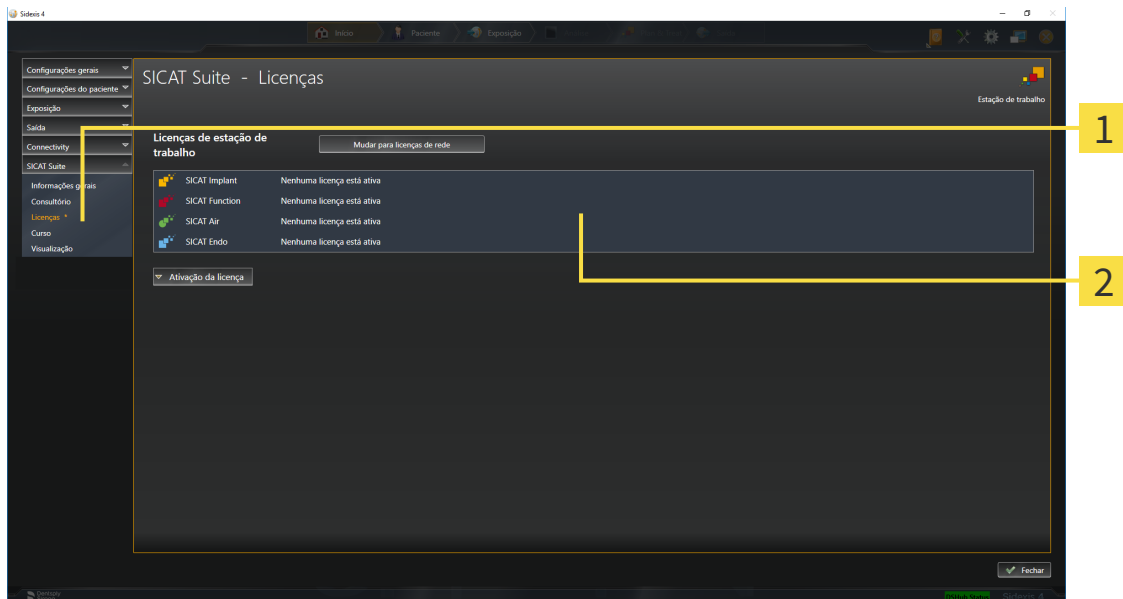 Sidexis 4
Início
Paciente
Exposição
Configurações gerais
Configurações do paciente
Exposição
Saída
Connectivity
SICAT Suite
Informações gerais
Consultório
Licenças *
Curso
Visualização
SICAT Suite - Licenças
Estação de trabalho
Licenças de estação de
trabalho
Mudar para licenças de rede
SICAT Implant Nenhuma licença está ativa
SICAT Function Nenhuma licença está ativa
SICAT Air Nenhuma licença está ativa
SICAT Endo Nenhuma licença está ativa
Ativação da licença
1
2
Fechar
Dentsply
Sirona
Sidexis 4